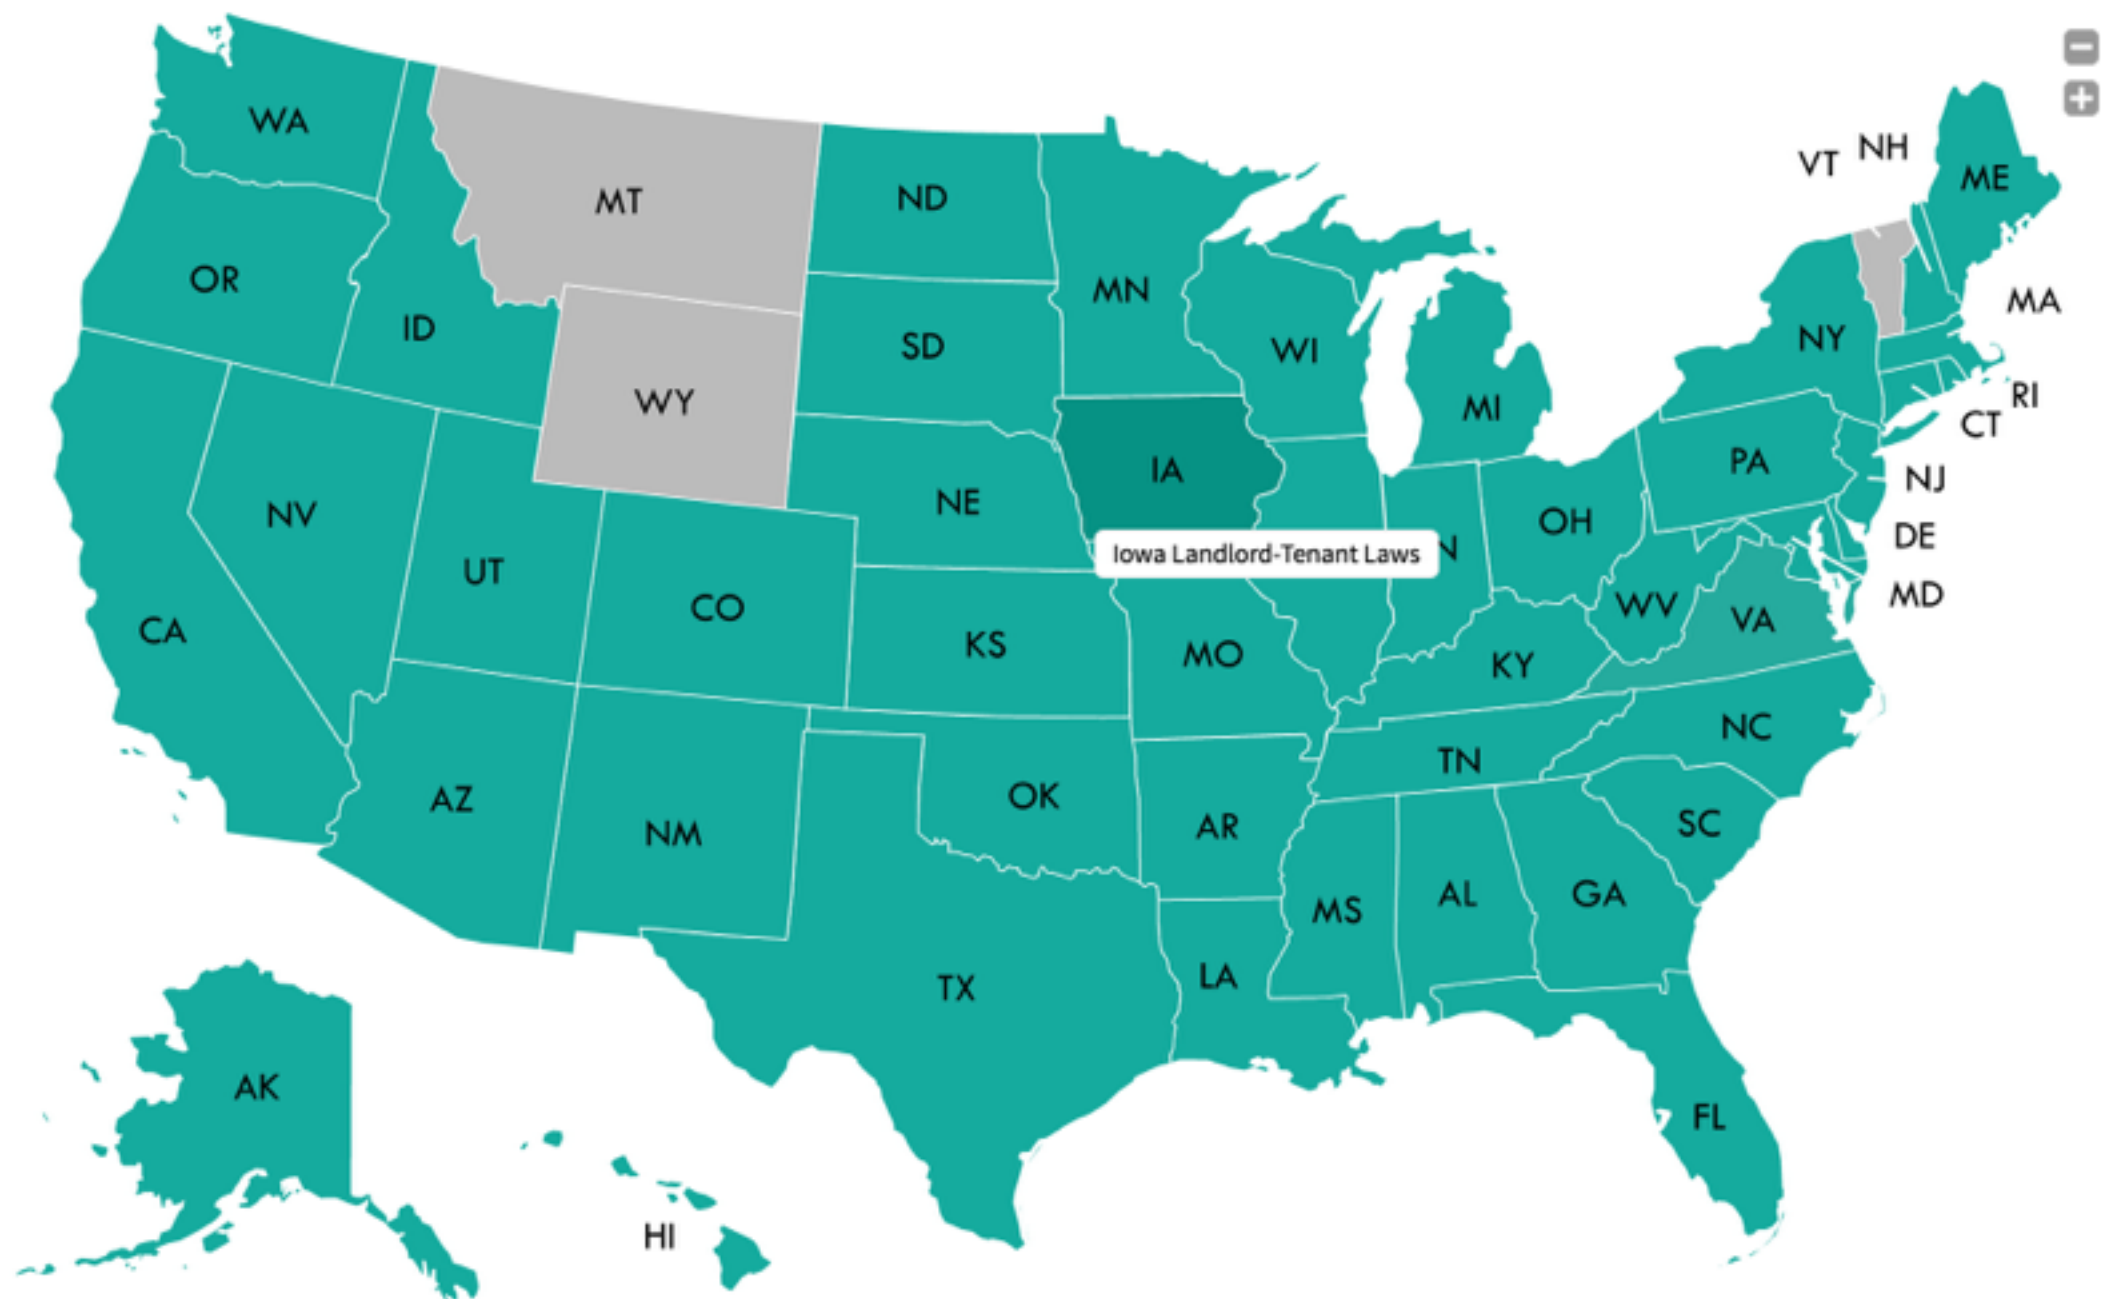 WA
MT
ND
MN
VT
NH
ME
OR
ID
SD
WI
MI
NY
MA
WY
IA
PA
RI
CT
NV
NE
OH
NJ
DE
UT
CO
Iowa Landlord-Tenant Laws
N
WV
VA
MD
CA
KS
MO
KY
NC
AZ
NM
OK
AR
TN
SC
TX
LA
MS
AL
GA
AK
HI
FL